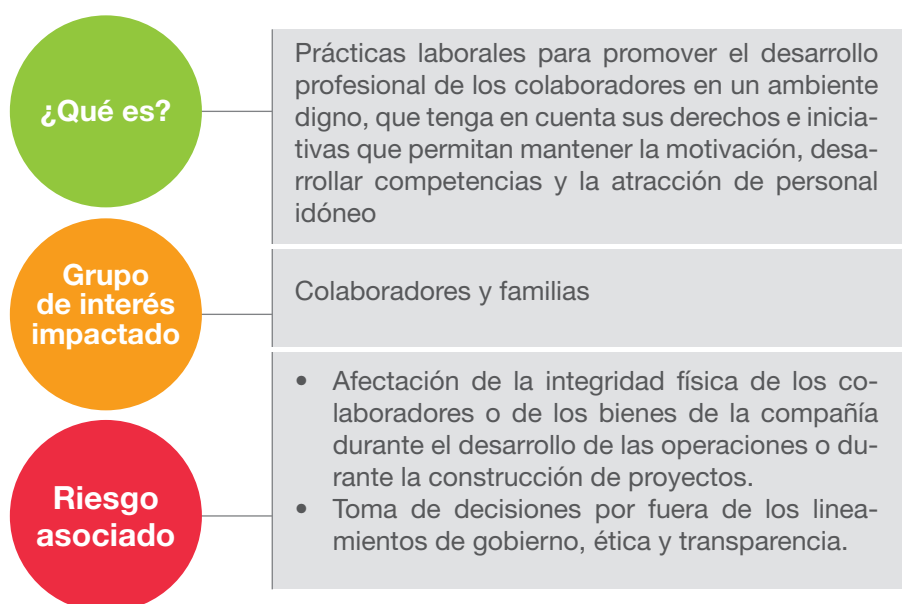 ¿Qué es?
Prácticas laborales para promover el desarrollo
profesional de los colaboradores en un ambiente
digno, que tenga en cuenta sus derechos e inicia-
tivas que permitan mantener la motivación, desa-
rrollar competencias y la atracción de personal
idóneo
Grupo
de interés
impactado
Colaboradores y familias
Riesgo
asociado
• Afectación de la integridad física de los co-
laboradores o de los bienes de la compañía
durante el desarrollo de las operaciones o du-
rante la construcción de proyectos.
• Toma de decisiones por fuera de los linea-
mientos de gobierno, ética y transparencia.